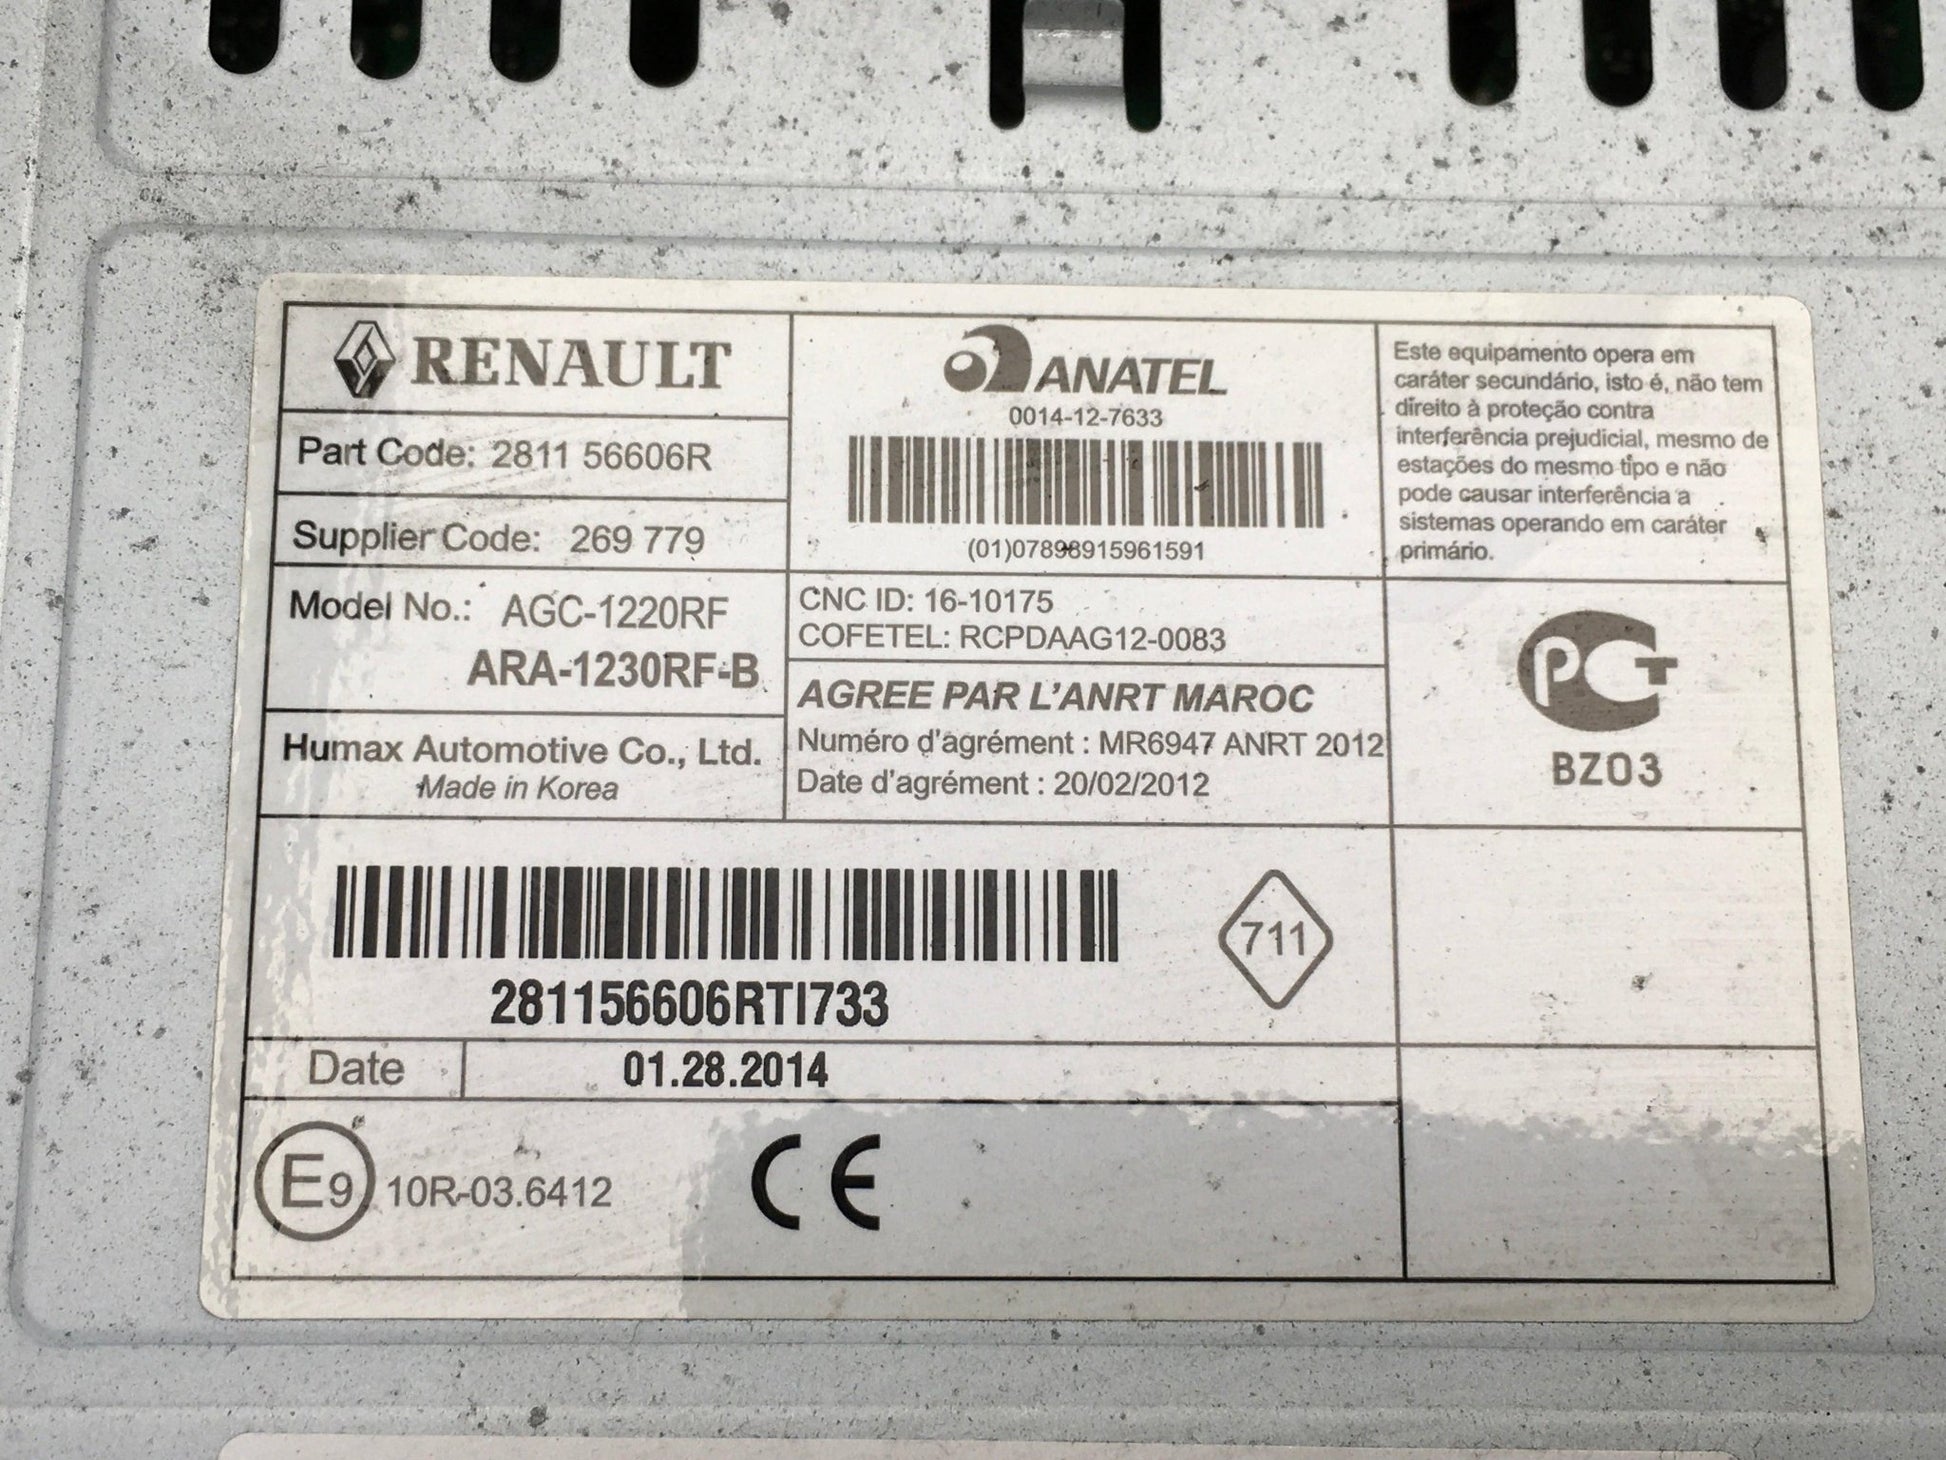 RENAULT
Part Code: 2811 56606R
Supplier Code: 269 779
Model No.: AGC-1220RF
ARA-1230RF-B
Humax Automotive Co., Ltd.
Made in Korea
ANATEL
0014-12-7633
(01)07898915961591
CNC ID: 16-10175
COFETEL: RCPDAAG12-0083
AGREE PAR L'ANRT MAROC
Numéro d'agrément : MR6947 ANRT 2012
Date d'agrément : 20/02/2012
Este equipamento opera em
caráter secundário, isto é, não tem
direito à proteção contra
interferência prejudicial, mesmo de
estações do mesmo tipo e não
pode causar interferência a
sistemas operando em caráter
primário.
PCT
BZ03
281156606RTI733
711
Date 01.28.2014
E9 10R-03.6412
CE